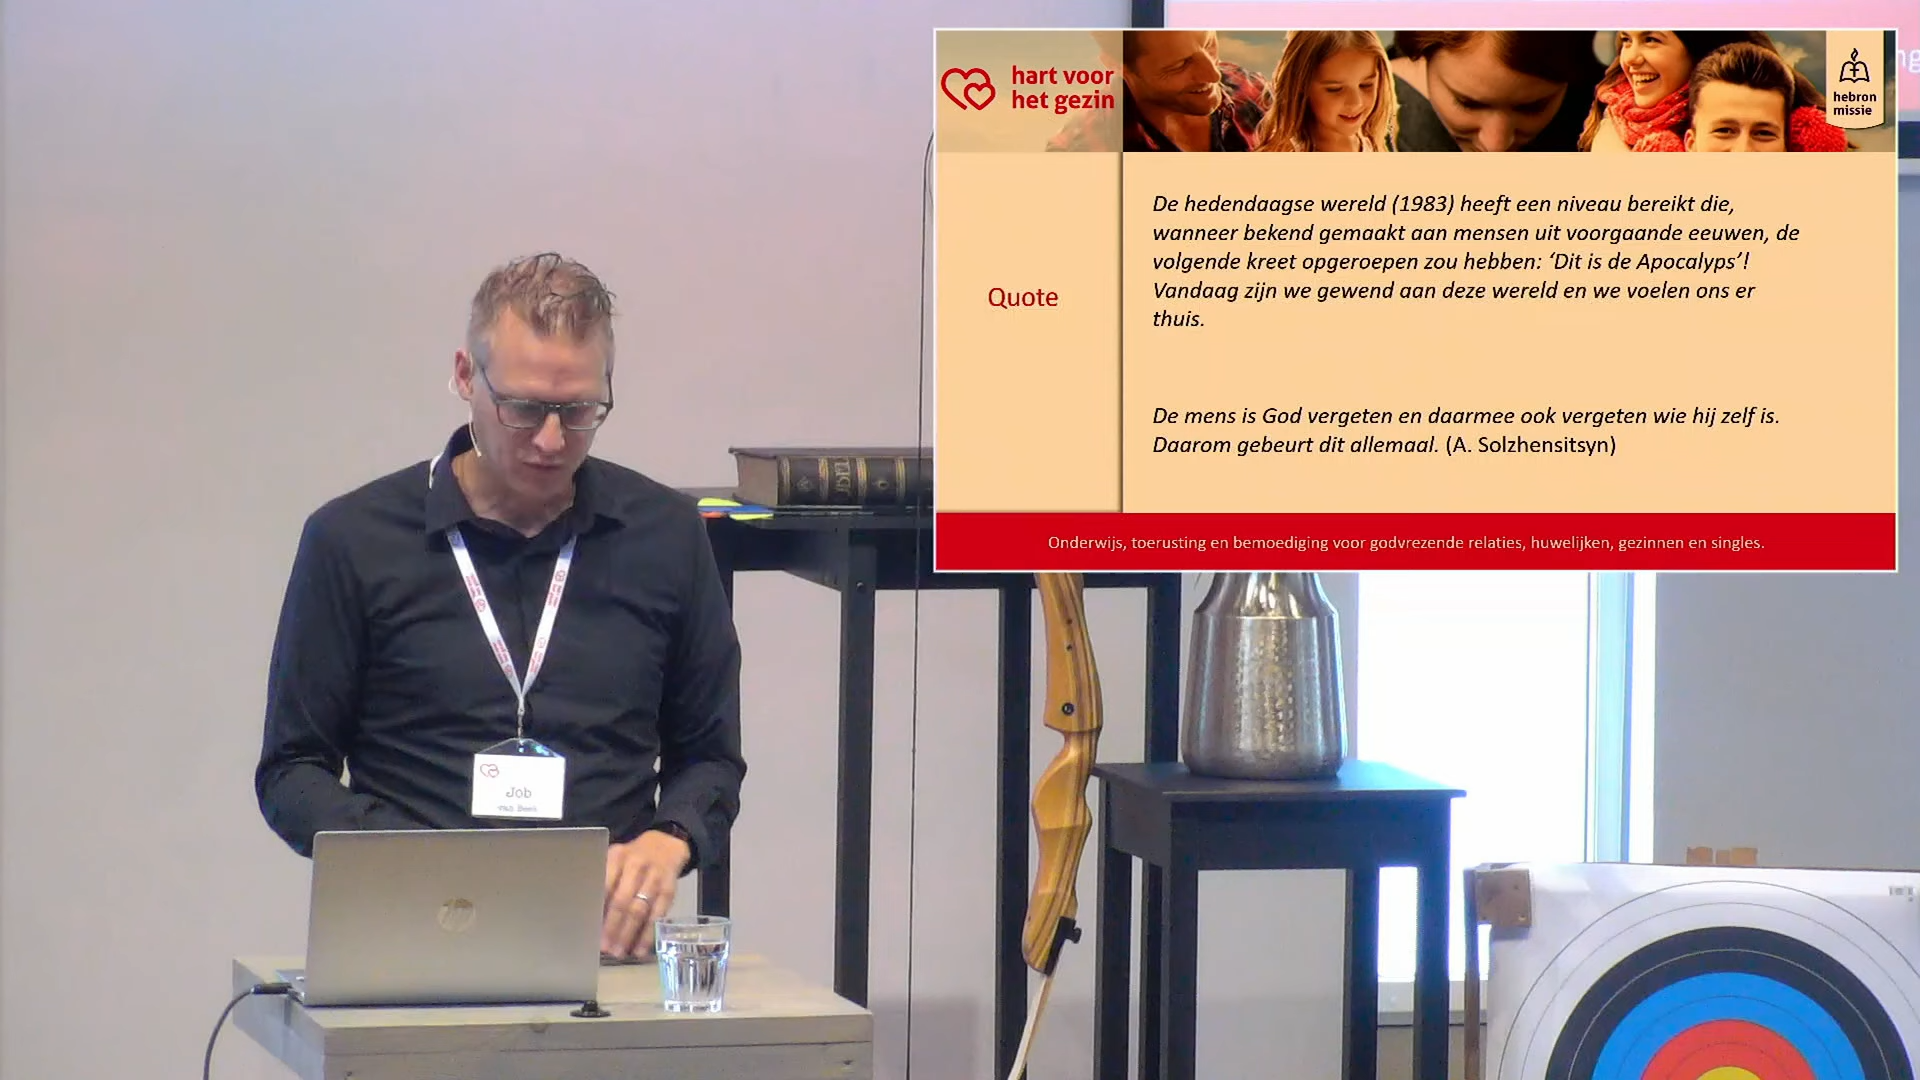 hart voor
het gezin
hebron
missie
Quote
De hedendaagse wereld (1983) heeft een niveau bereikt die,
wanneer bekend gemaakt aan mensen uit voorgaande eeuwen, de
volgende kreet opgeroepen zou hebben: ‘Dit is de Apocalyps’!
Vandaag zijn we gewend aan deze wereld en we voelen ons er
thuis.
De mens is God vergeten en daarmee ook vergeten wie hij zelf is.
Daarom gebeurt dit allemaal. (A. Solzhensitsyn)
Onderwijs, toerusting en bemoediging voor godvrezende relaties, huwelijken, gezinnen en singles.
BIJBEL
Job
van Beek
hp